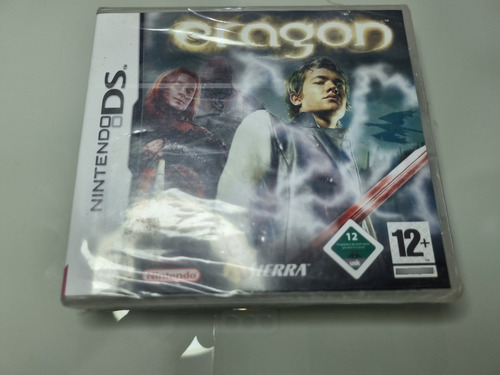 eragon
NINTENDO DS
Nintendo
SIERRA
12
12+